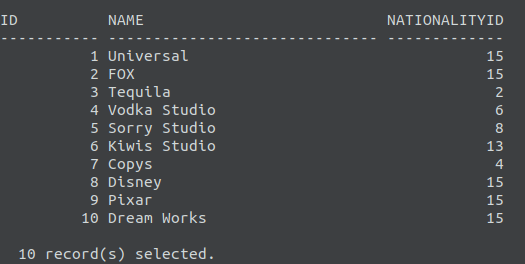 ID NAME NATIONALITYID
----------- ------------------------------ -------------
1 Universal 15
2 FOX 15
3 Tequila 2
4 Vodka Studio 6
5 Sorry Studio 8
6 Kiwis Studio 13
7 Copys 4
8 Disney 15
9 Pixar 15
10 Dream Works 15
10 record(s) selected.